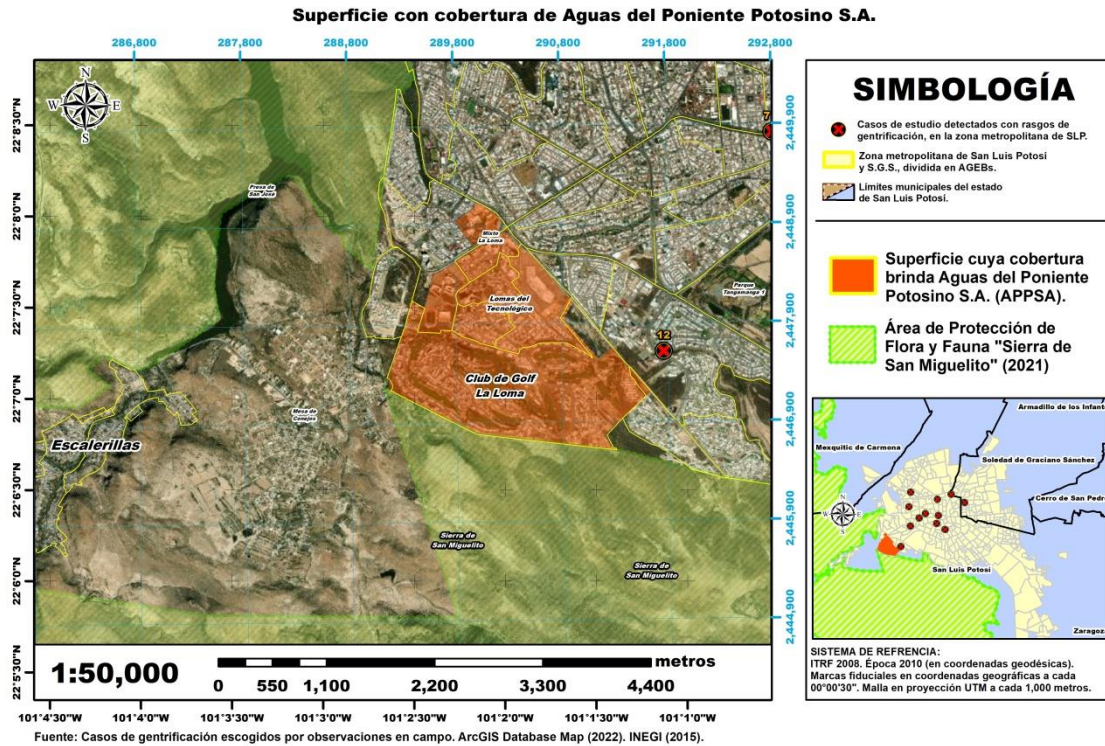 Superficie con cobertura de Aguas del Poniente Potosino S.A.
286,800
287,800
288,800
289,800
290,800
291,800
292,800
22°8'30"N
22°8'0"N
22°7'30"N
22°7'0"N
22°6'30"N
22°6'0"N
22°5'30"N
N
W
E
S
Presa de
San José
Mixto
La Loma
Lomas del
Tecnológico
Club de Golf
La Loma
Parque
Tangamanga 1
7
12
Mesa de
Conejos
Escalerillas
Sierra de
San Miguelito
Sierra de
San Miguelito
2,449,900
2,448,900
2,447,900
2,446,900
2,445,900
2,444,900
1:50,000
metros
0
550
1,100
2,200
3,300
4,400
101°4'30"W
101°4'0"W
101°3'30"W
101°3'0"W
101°2'30"W
101°2'0"W
101°1'30"W
101°1'0"W
Fuente: Casos de gentrificación escogidos por observaciones en campo. ArcGIS Database Map (2022). INEGI (2015).
SIMBOLOGÍA
Casos de estudio detectados con rasgos de
gentrificación, en la zona metropolitana de SLP.
Zona metropolitana de San Luis Potosí
y S.G.S., dividida en AGEBs.
Límites municipales del estado
de San Luis Potosí.
Superficie cuya cobertura
brinda Aguas del Poniente
Potosino S.A. (APPSA).
Área de Protección de
Flora y Fauna "Sierra de
San Miguelito" (2021)
Armadillo de los Infant
Mexquitic de Carmona
Soledad de Graciano Sánchez
Cerro de San Pedro
N
W
E
S
San Luis Potosí
Zaragoza
SISTEMA DE REFRENCIA:
ITRF 2008. Época 2010 (en coordenadas geodésicas).
Marcas fiduciales en coordenadas geográficas a cada
00°00'30". Malla en proyección UTM a cada 1,000 metros.